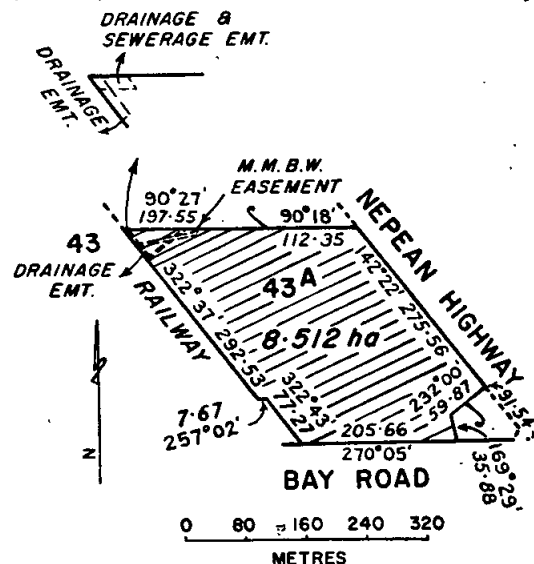 DRAINAGE &
SEWERAGE EMT.
DRAINAGE
EMT.
M.M.B.W.
EASEMENT
90°27'
197·55
90°18'
112·35
NEPEAN HIGHWAY
43
DRAINAGE
EMT.
RAILWAY
43A
8·512 ha
142°22' 275·56
322°37' 292·53
322°43'
77·27
232°00'
59·87
91·54
7·67
257°02'
205·66
270°05'
169°29'
35·88
BAY ROAD
N
0 80 160 240 320
METRES